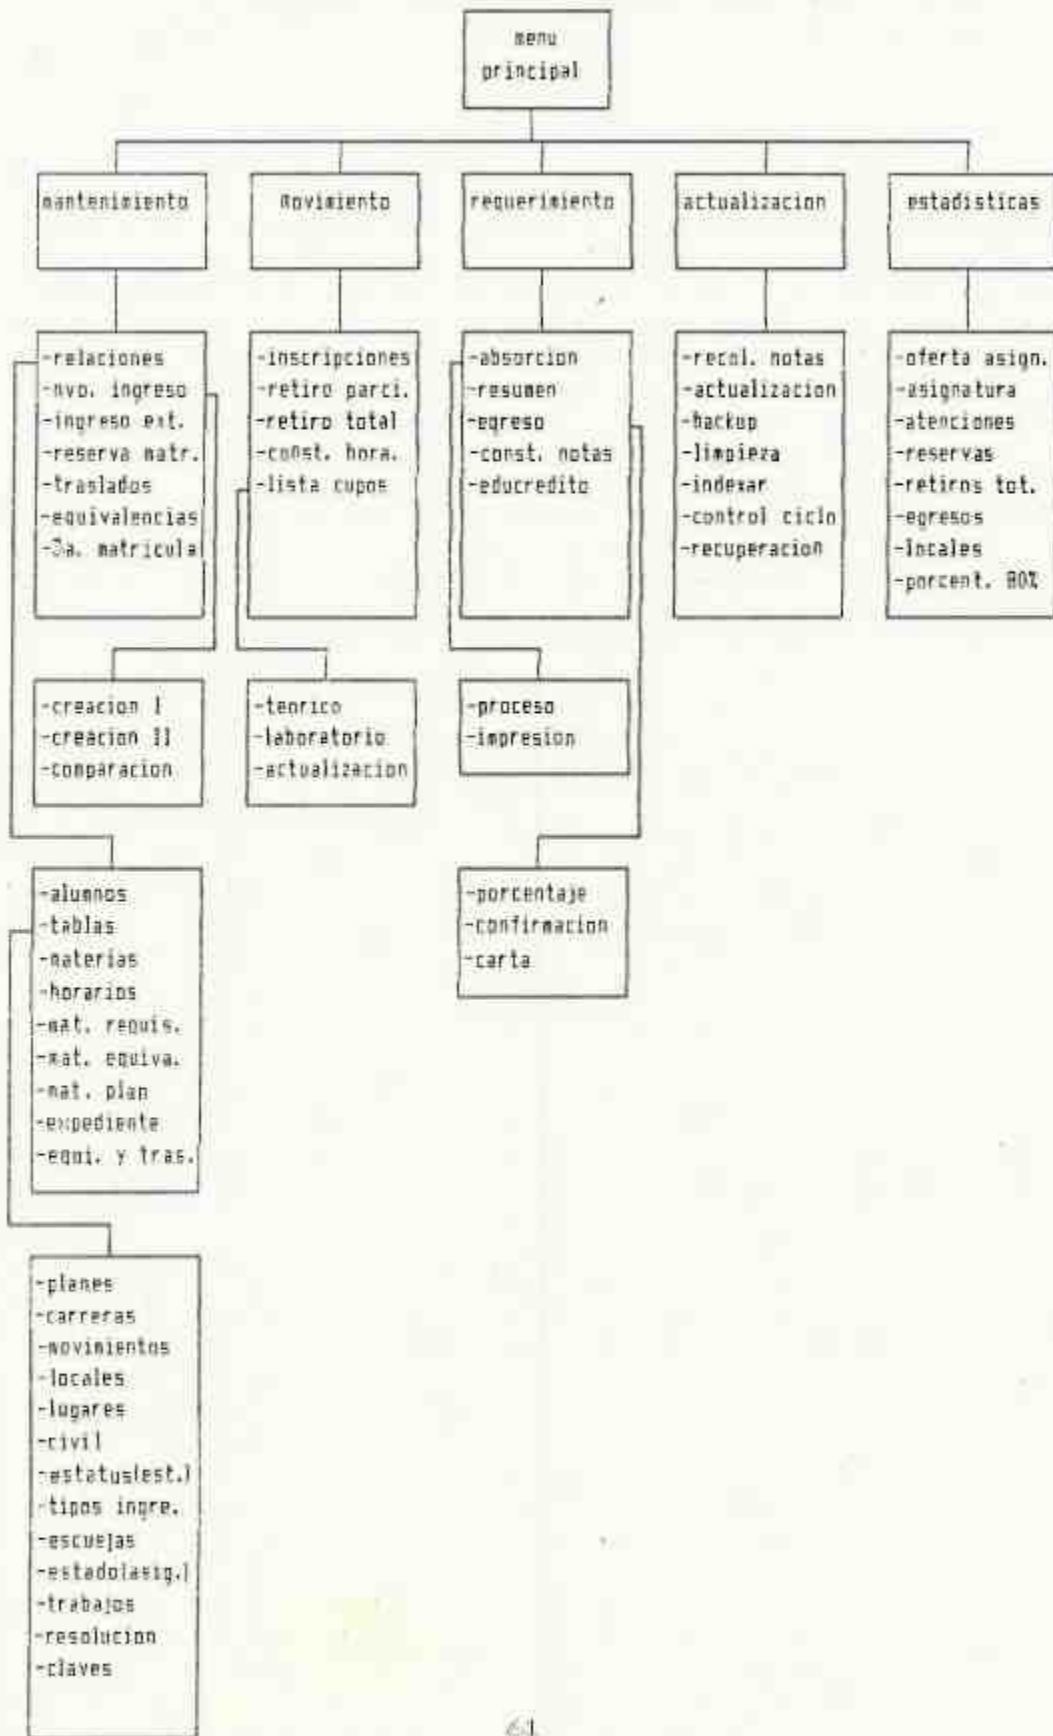 menu
principal
mantenimiento
Movimiento
requerimiento
actualizacion
estadisticas
-relaciones
-nvo. ingreso
-ingreso ext.
-reserva matr.
-traslados
-equivalencias
-3a. matricula
-inscripciones
-retiro parci.
-retiro total
-const. hora.
-lista cupos
-absorcion
-resumen
-egreso
-const. notas
-educredito
-recol. notas
-actualizacion
-backup
-limpieza
-indexar
-control ciclo
-recuperacion
-oferta asign.
-asignatura
-atenciones
-reservas
-retiros tot.
-egresos
-locales
-porcent. 80%
-creacion I
-creacion II
-comparacion
-teorico
-laboratorio
-actualizacion
-proceso
-impresion
-alumnos
-tablas
-materias
-horarios
-mat. requis.
-mat. equiva.
-mat. plan
-expediente
-equi. y tras.
-porcentaje
-confirmacion
-carta
-planes
-carreras
-movimientos
-locales
-lugares
-civil
-estatus(est.)
-tipos ingre.
-escuelas
-estado(asig.)
-trabajos
-resolucion
-claves
61